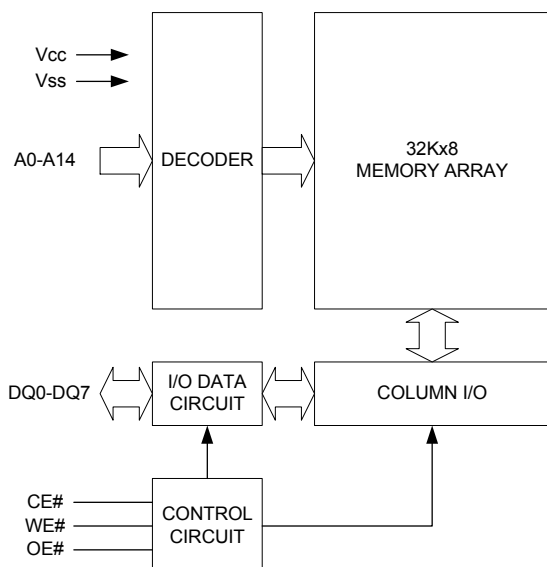 Vcc
Vss
A0-A14
DECODER
32Kx8
MEMORY ARRAY
DQ0-DQ7
I/O DATA
CIRCUIT
COLUMN I/O
CE#
WE#
OE#
CONTROL
CIRCUIT